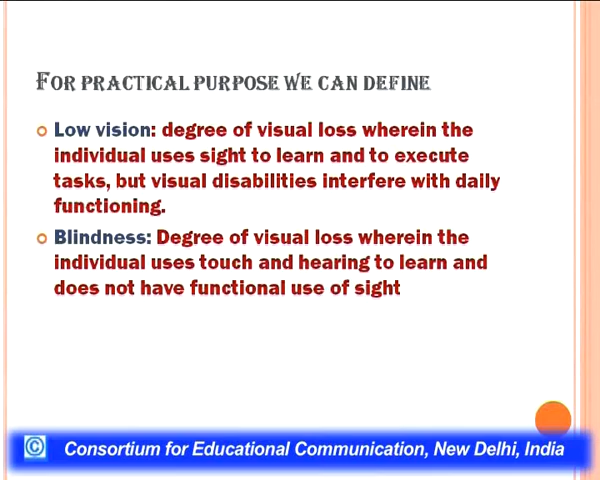 FOR PRACTICAL PURPOSE WE CAN DEFINE
Low vision: degree of visual loss wherein the
individual uses sight to learn and to execute
tasks, but visual disabilities interfere with daily
functioning.
Blindness: Degree of visual loss wherein the
individual uses touch and hearing to learn and
does not have functional use of sight
© Consortium for Educational Communication, New Delhi, India